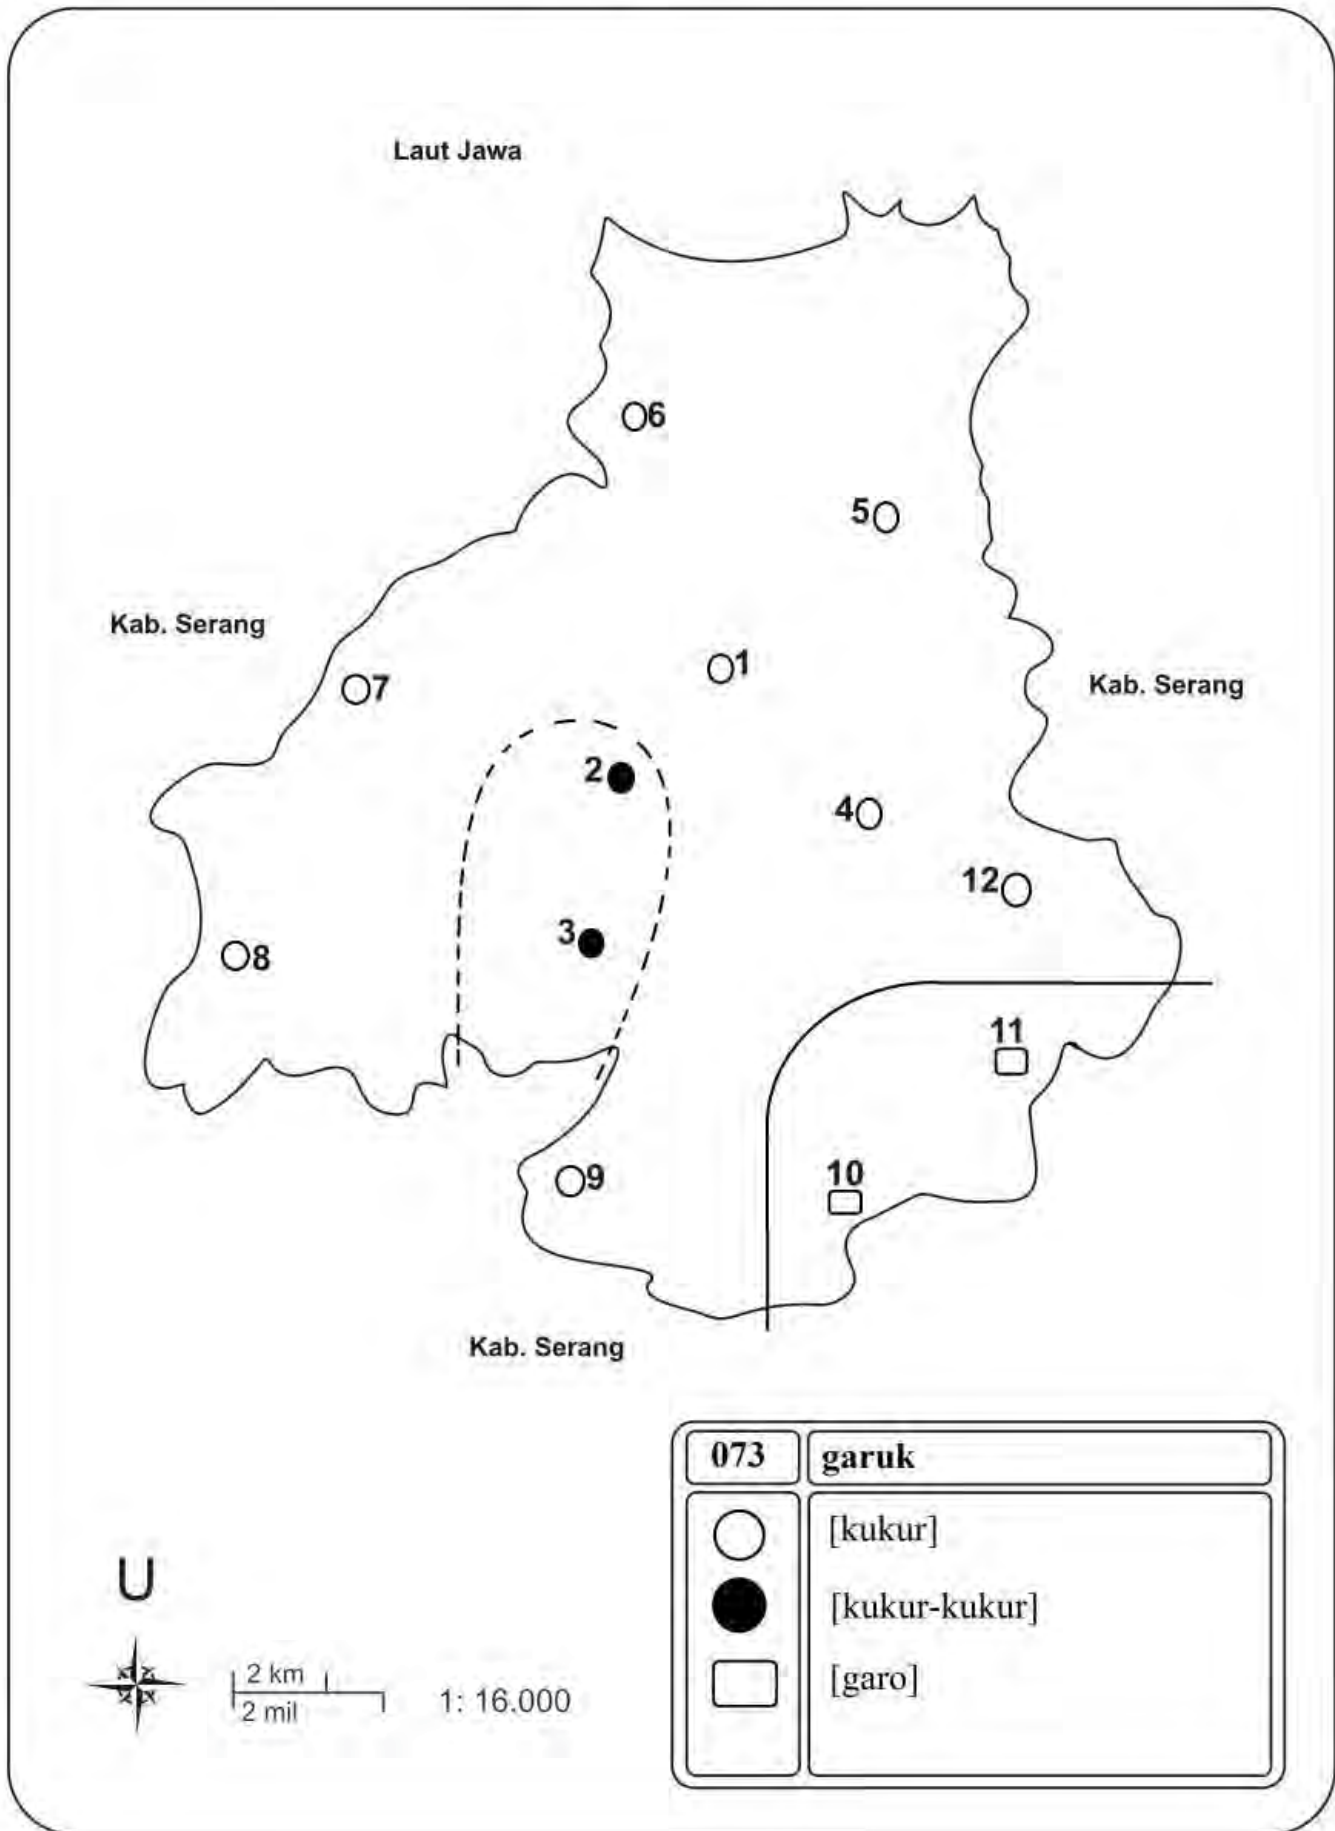 Laut Jawa
6
5
Kab. Serang
1
7
Kab. Serang
2
4
12
3
8
11
10
9
Kab. Serang
073 garuk
[kukur]
[kukur-kukur]
[garo]
U
2 km
2 mil
1: 16.000